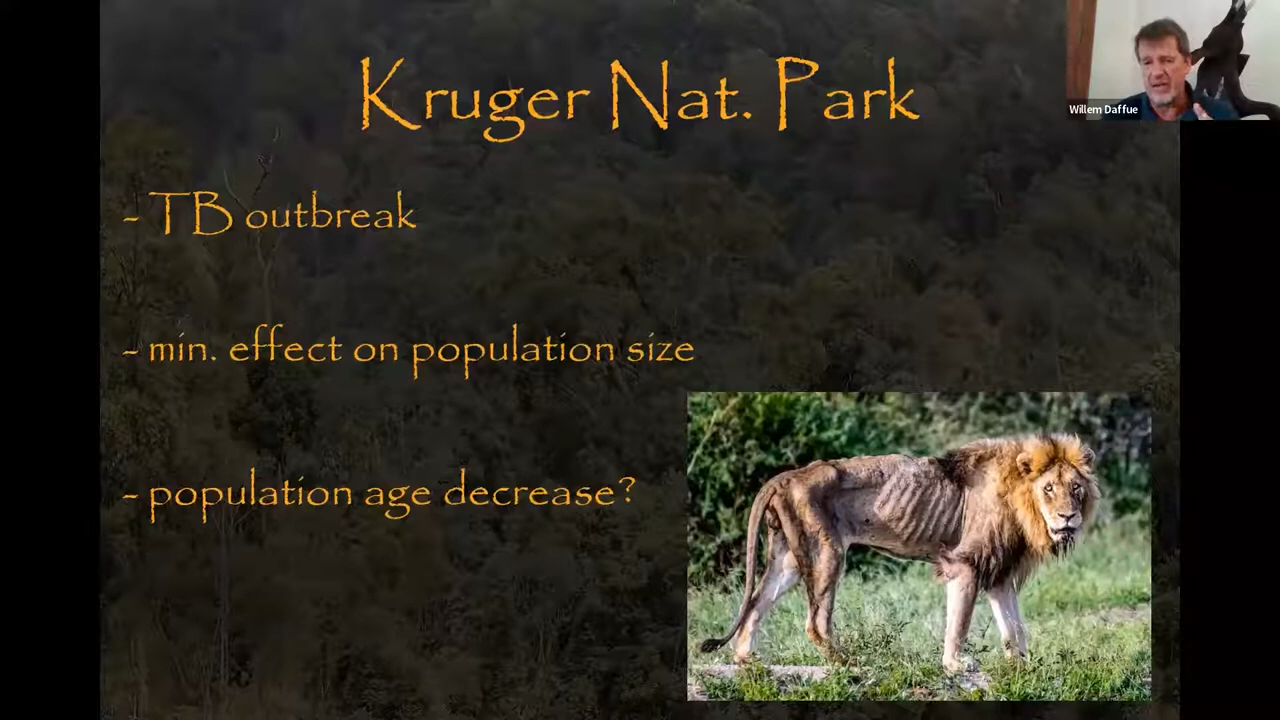 Kruger Nat. Park
Willem Daffue
- TB outbreak
- min. effect on population size
- population age decrease?